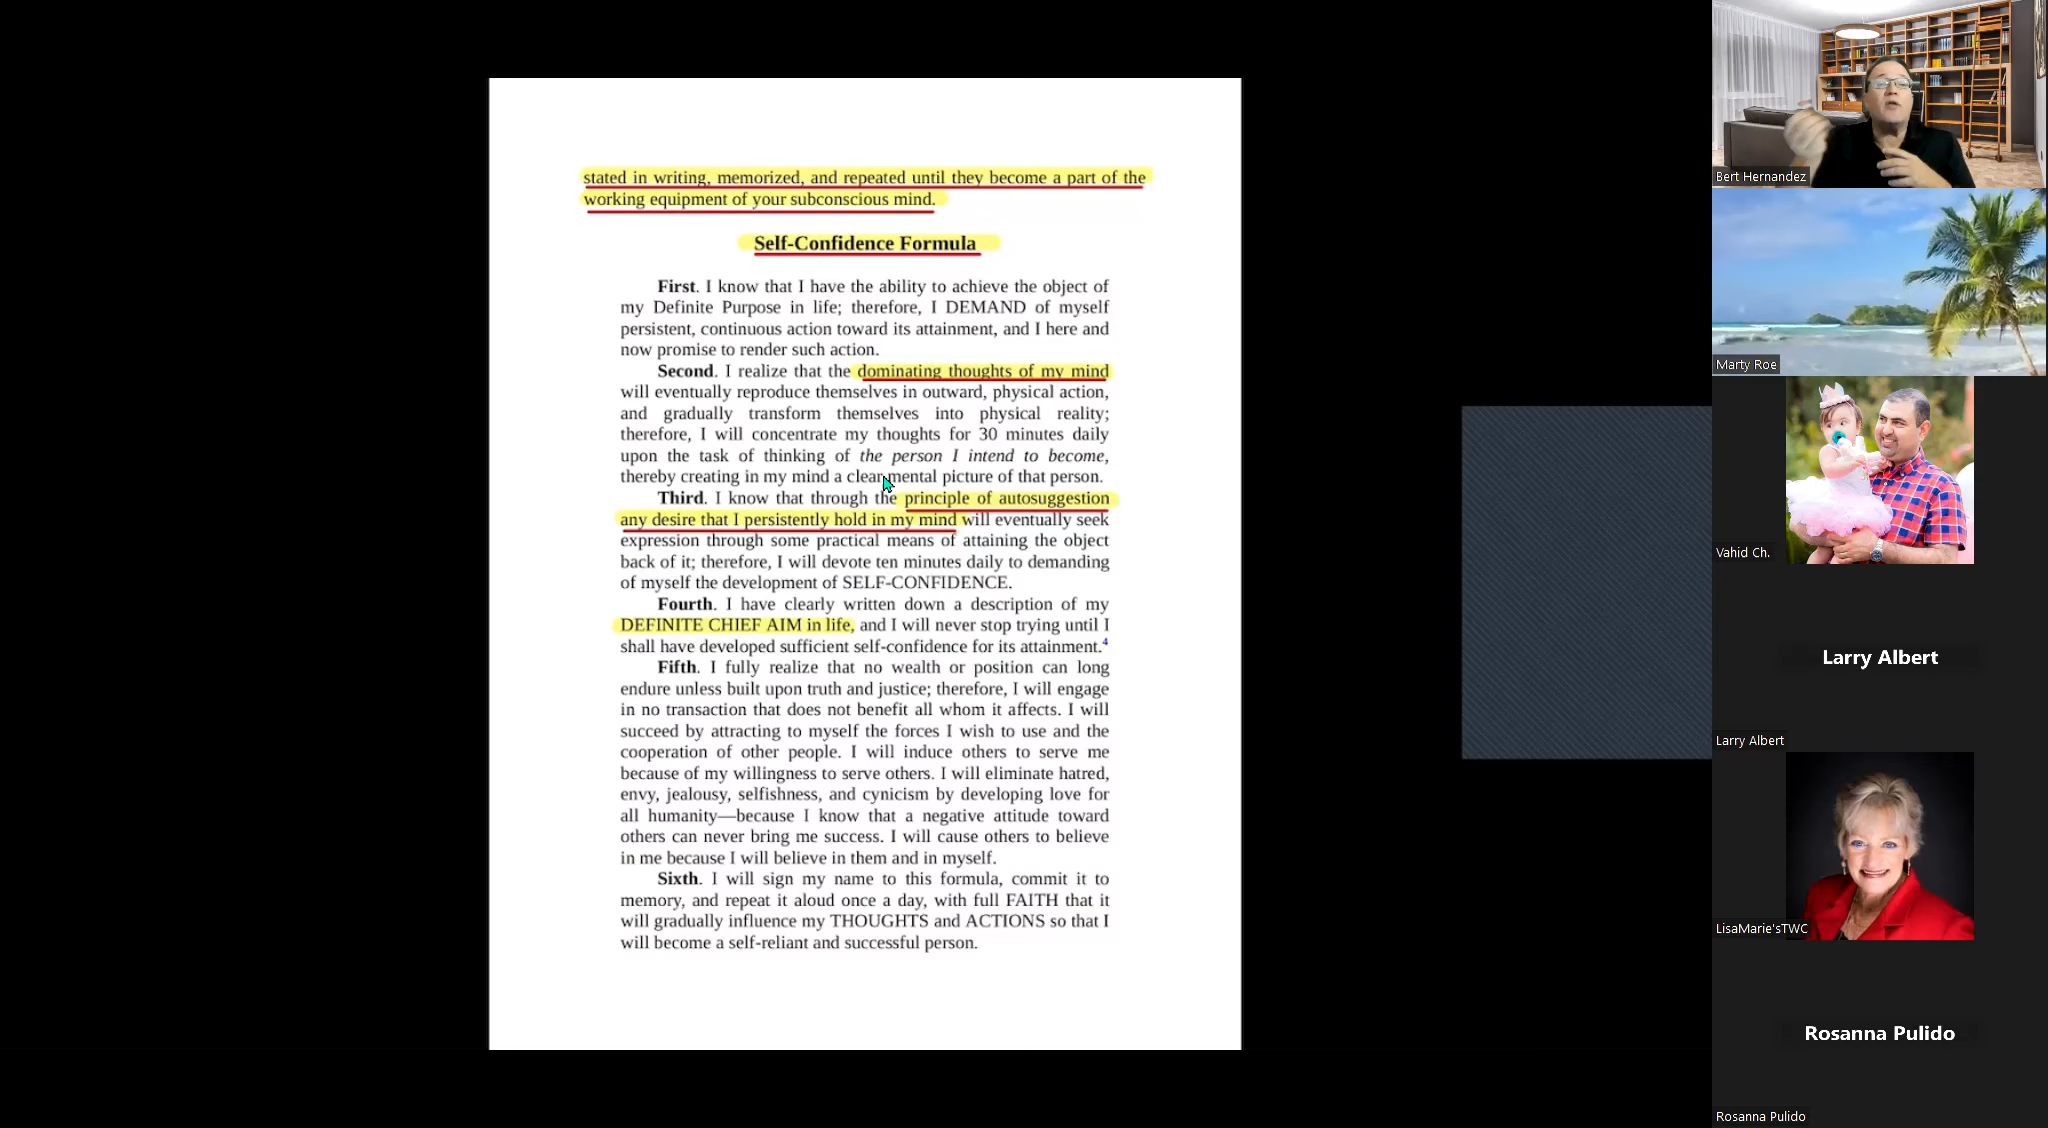 stated in writing, memorized, and repeated until they become a part of the
working equipment of your subconscious mind.
Self-Confidence Formula
First. I know that I have the ability to achieve the object of
my Definite Purpose in life; therefore, I DEMAND of myself
persistent, continuous action toward its attainment, and I here and
now promise to render such action.
Second. I realize that the dominating thoughts of my mind
will eventually reproduce themselves in outward, physical action,
and gradually transform themselves into physical reality;
therefore, I will concentrate my thoughts for 30 minutes daily
upon the task of thinking of the person I intend to become,
thereby creating in my mind a clear mental picture of that person.
Third. I know that through the principle of autosuggestion
any desire that I persistently hold in my mind will eventually seek
expression through some practical means of attaining the object
back of it; therefore, I will devote ten minutes daily to demanding
of myself the development of SELF-CONFIDENCE.
Fourth. I have clearly written down a description of my
DEFINITE CHIEF AIM in life, and I will never stop trying until I
shall have developed sufficient self-confidence for its attainment.4
Fifth. I fully realize that no wealth or position can long
endure unless built upon truth and justice; therefore, I will engage
in no transaction that does not benefit all whom it affects. I will
succeed by attracting to myself the forces I wish to use and the
cooperation of other people. I will induce others to serve me
because of my willingness to serve others. I will eliminate hatred,
envy, jealousy, selfishness, and cynicism by developing love for
all humanity—because I know that a negative attitude toward
others can never bring me success. I will cause others to believe
in me because I will believe in them and in myself.
Sixth. I will sign my name to this formula, commit it to
memory, and repeat it aloud once a day, with full FAITH that it
will gradually influence my THOUGHTS and ACTIONS so that I
will become a self-reliant and successful person.
Bert Hernandez
Marty Roe
Vahid Ch.
Larry Albert
Larry Albert
LisaMarie'sTWC
Rosanna Pulido
Rosanna Pulido